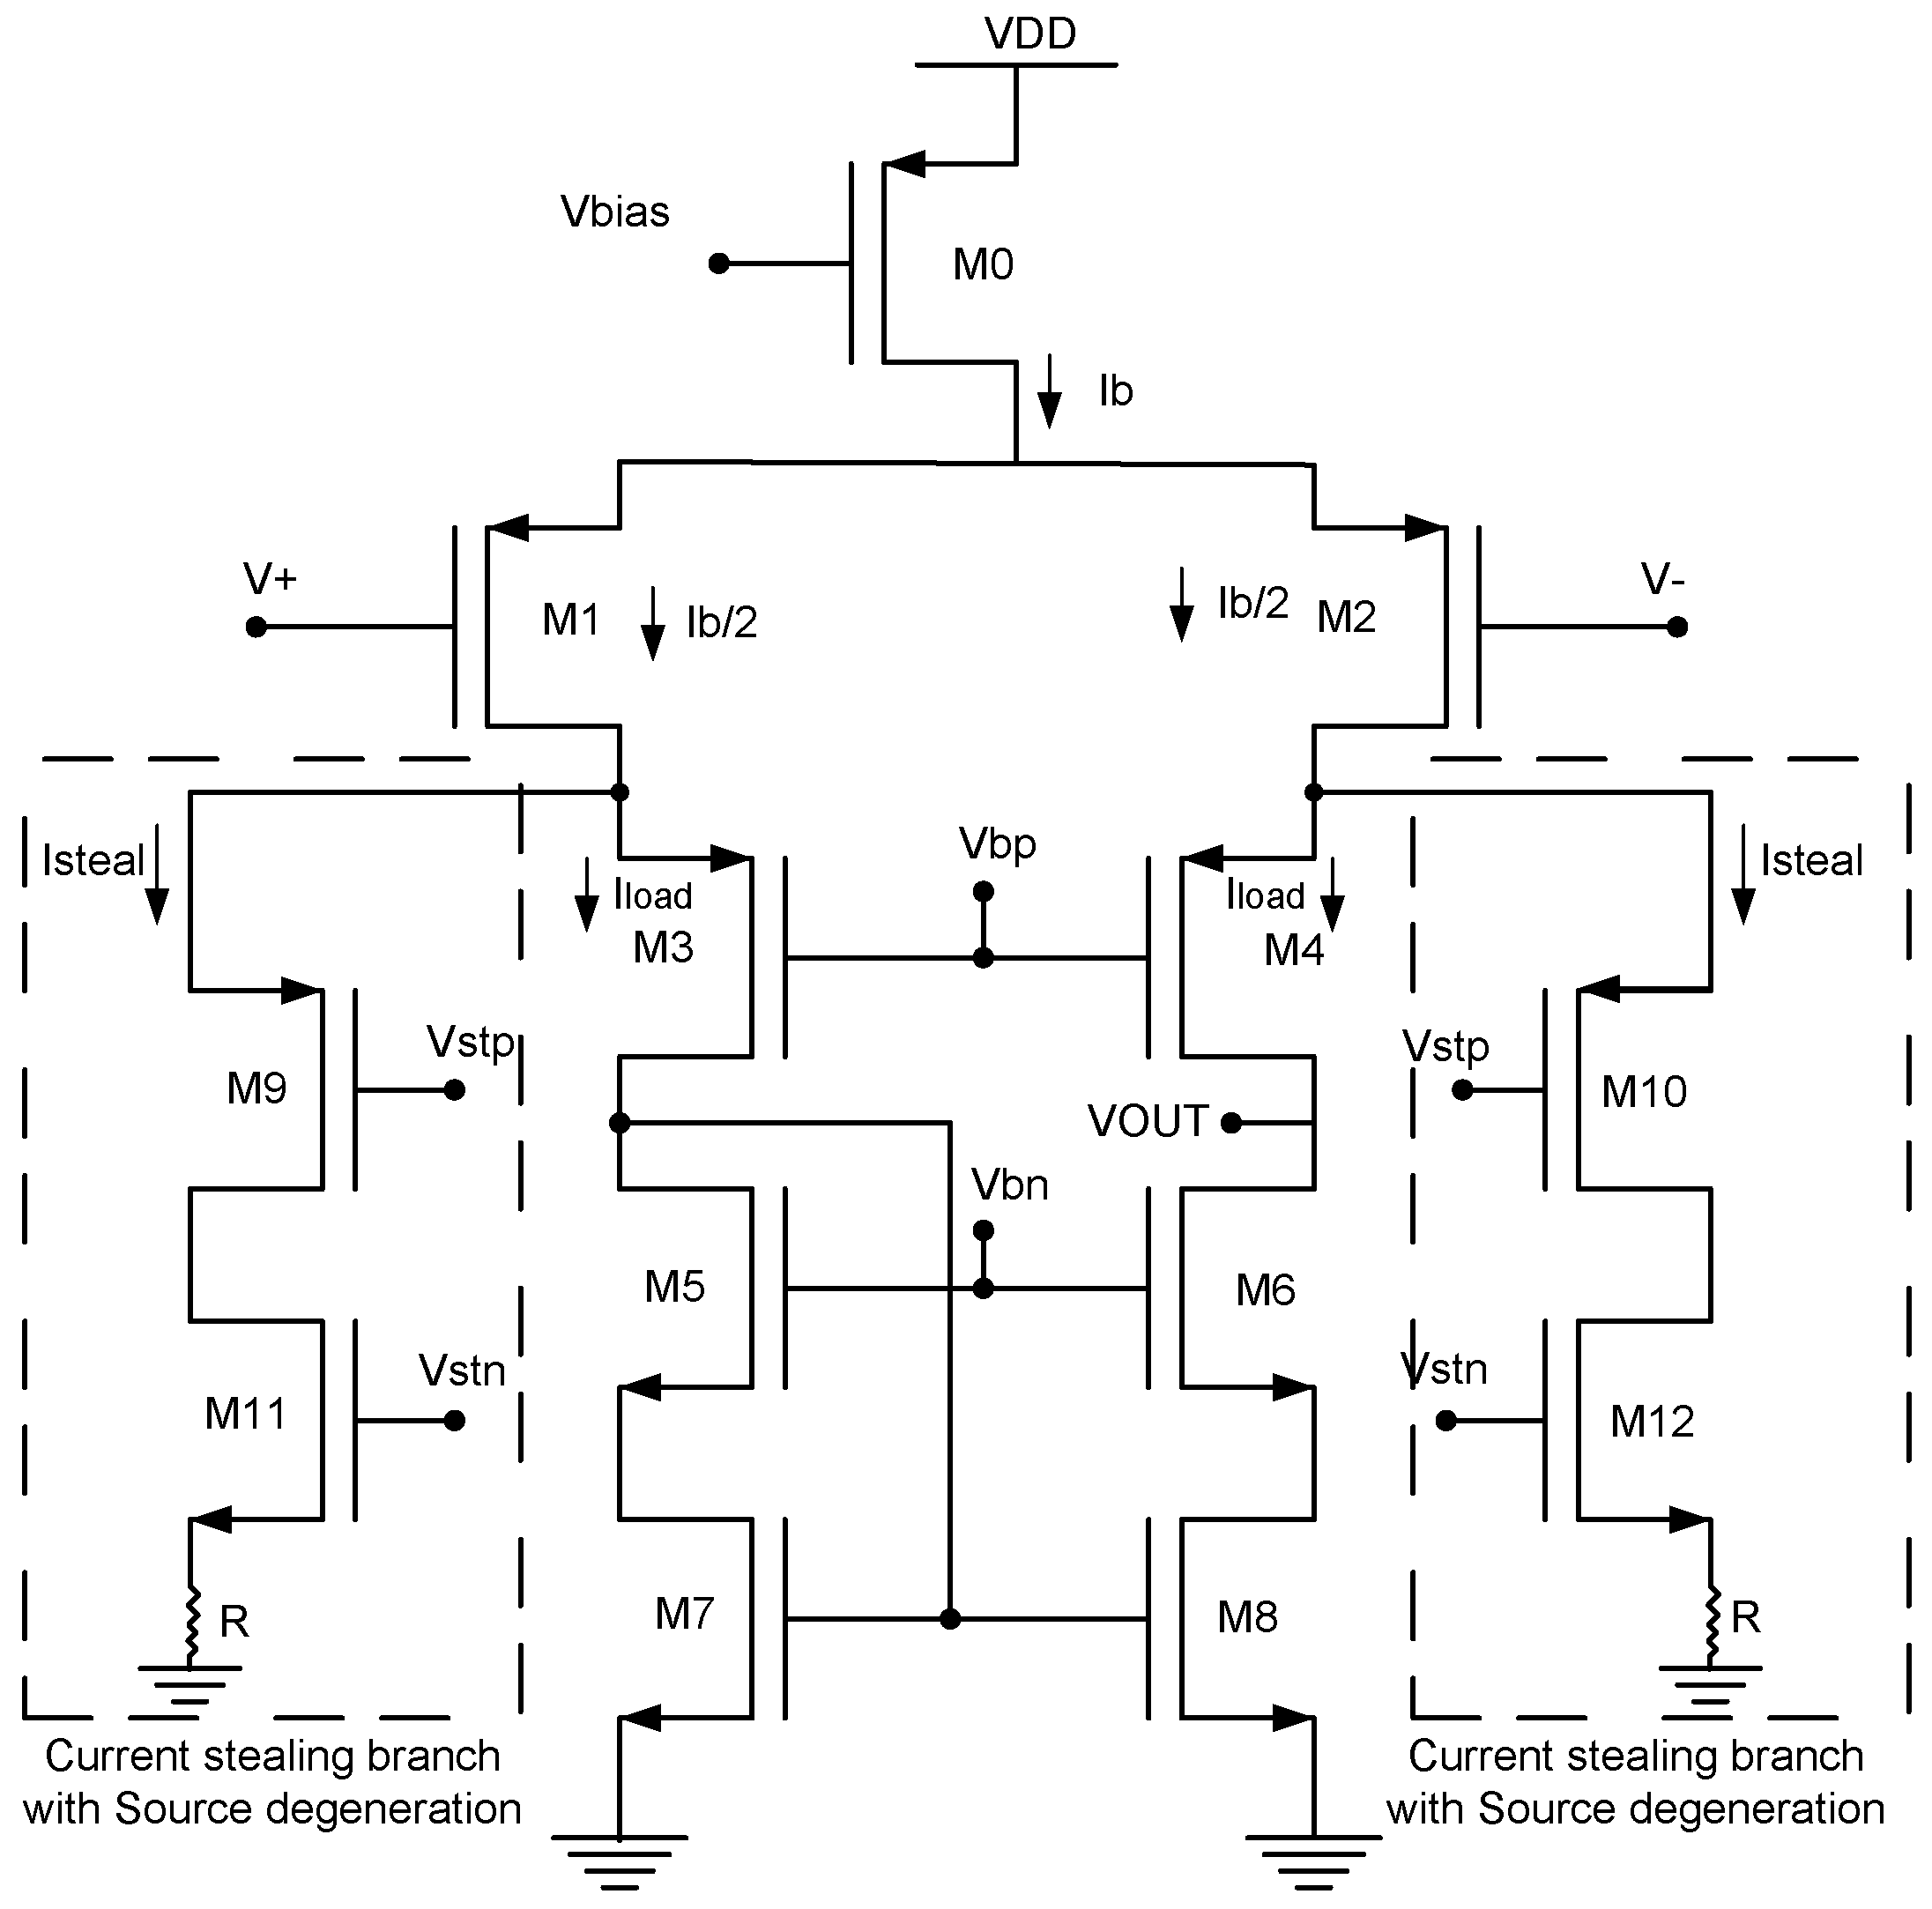 VDD
Vbias
M0
Ib
V+
M1
Ib/2
Ib/2
M2
V-
Isteal
Iload
M3
Vbp
Iload
M4
Isteal
Vstp
M9
VOUT
Vstp
M10
Vbn
M5
M6
Vstn
M11
Vstn
M12
R
M7
M8
R
Current stealing branch
with Source degeneration
Current stealing branch
with Source degeneration